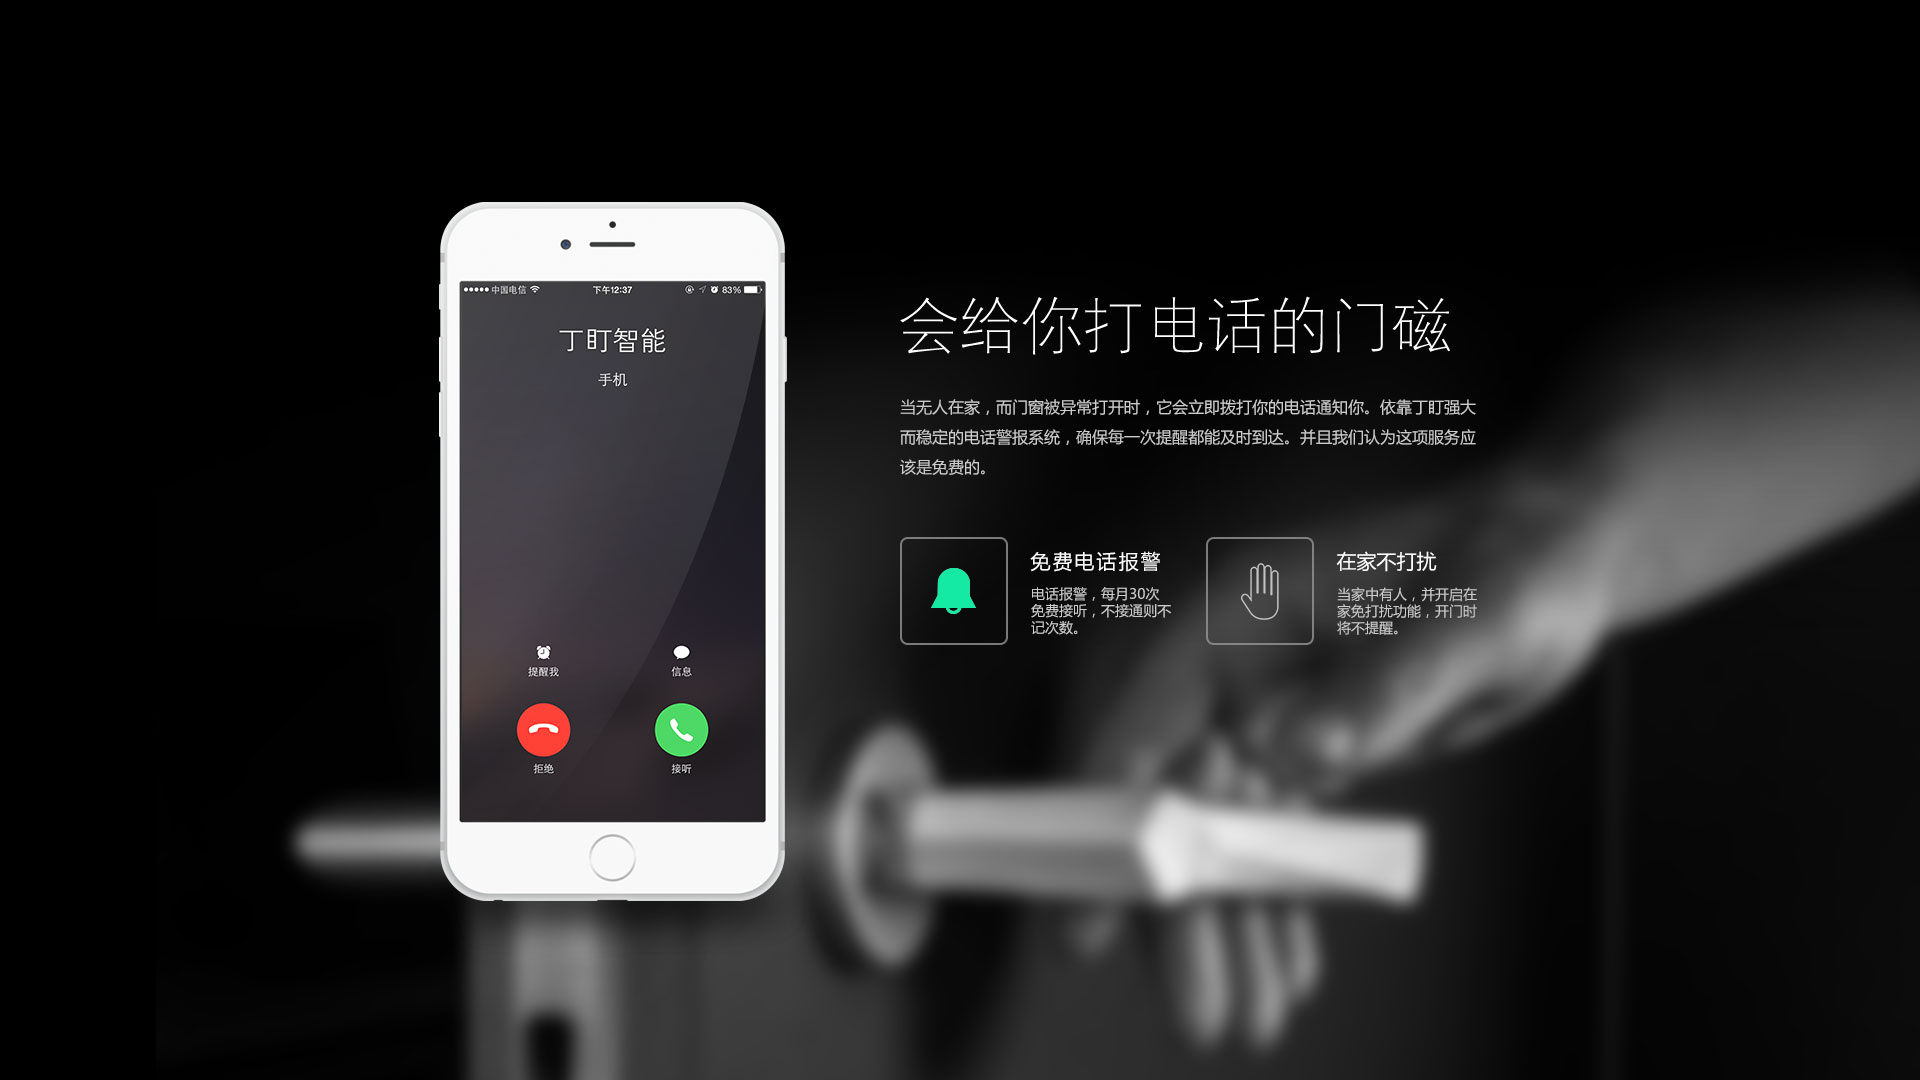 中国电信
下午12:37
83%
丁盯智能
手机
提醒我
信息
拒绝
接听
会给你打电话的门磁
当无人在家，而门窗被异常打开时，它会立即拨打你的电话通知你。依靠丁盯强大
而稳定的电话警报系统，确保每一次提醒都能及时到达。并且我们认为这项服务应
该是免费的。
免费电话报警
电话报警，每月30次
免费接听，不接通则不
记次数。
在家不打扰
当家中有人，并开启在
家免打扰功能，开门时
将不提醒。